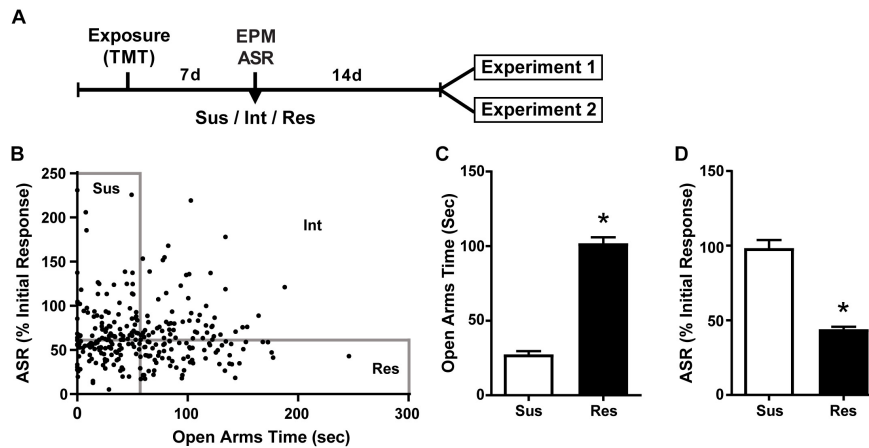 A
Exposure
(TMT)
EPM
ASR
7d
14d
Sus / Int / Res
Experiment 1
Experiment 2
B
ASR (% Initial Response)
250
200
150
100
50
0
Sus
Int
Res
0
100
200
300
Open Arms Time (sec)
C
Open Arms Time (Sec)
150
100
50
0
*
Sus
Res
D
ASR (% Initial Response)
150
100
50
0
*
Sus
Res